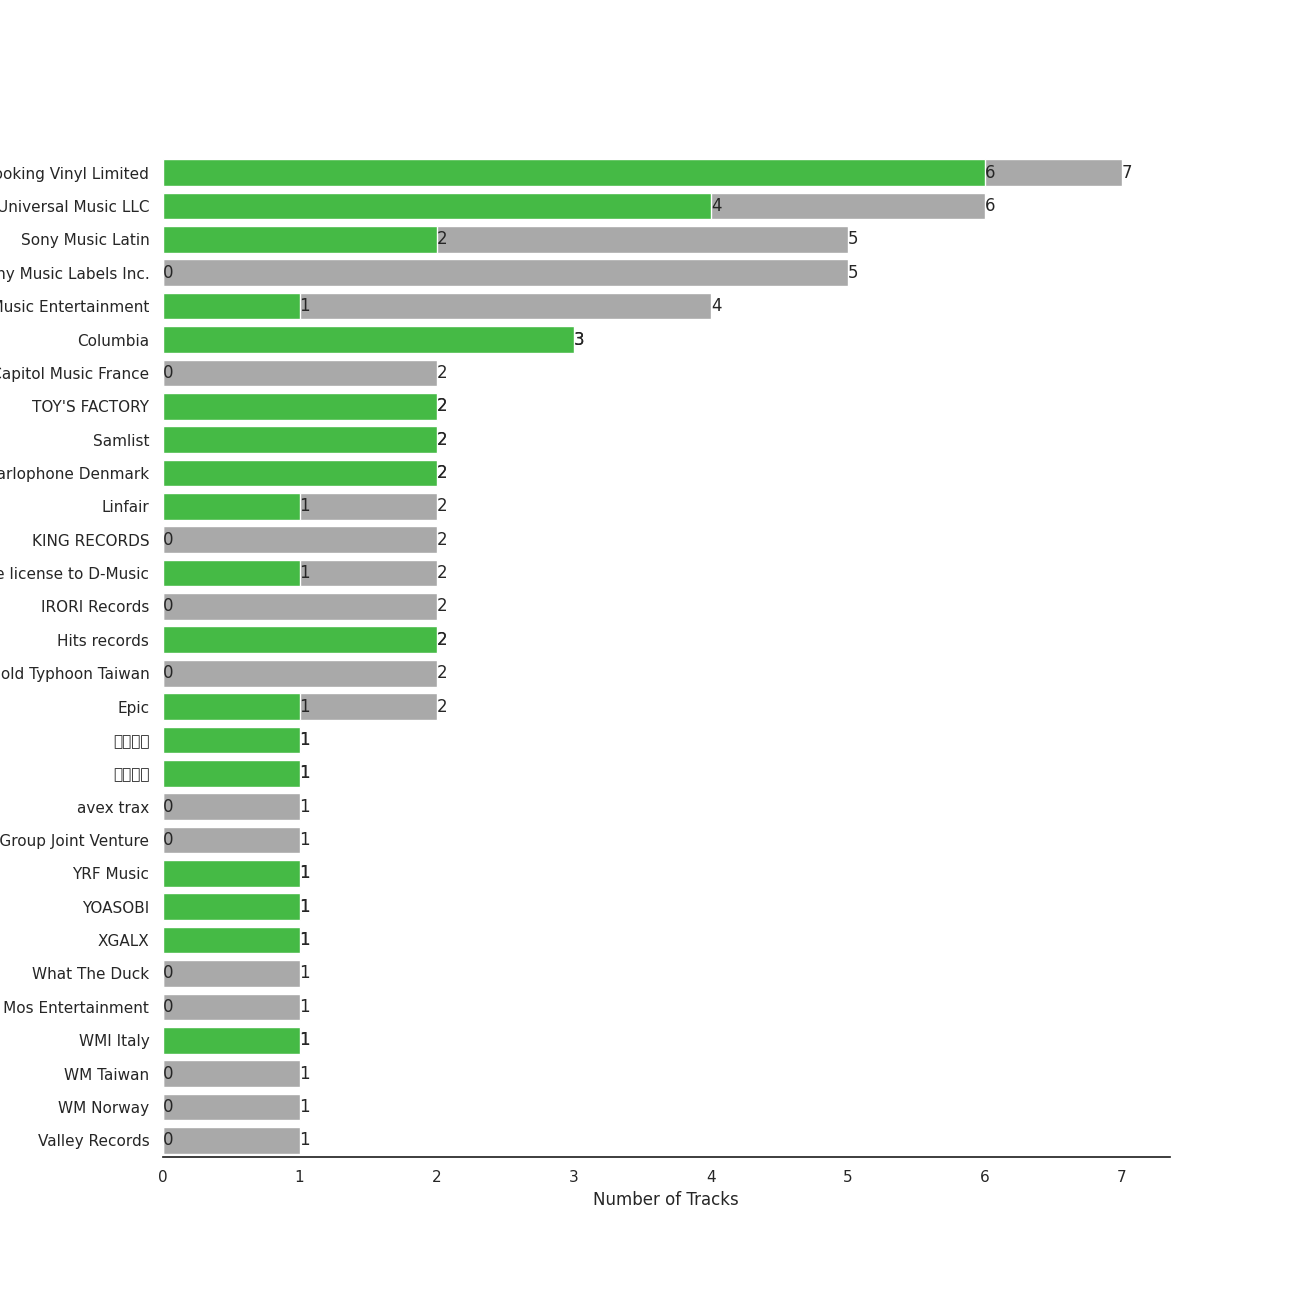 ooking Vinyl Limited 6 7
Universal Music LLC 4 6
Sony Music Latin 2 5
ny Music Labels Inc. 0 5
Music Entertainment 1 4
Columbia 3
Capitol Music France 0 2
TOY'S FACTORY 2
Samlist 2
arlophone Denmark 2
Linfair 1 2
KING RECORDS 0 2
e license to D-Music 1 2
IRORI Records 0 2
Hits records 2
old Typhoon Taiwan 0 2
Epic 1 2
1
1
avex trax 0 1
Group Joint Venture 0 1
YRF Music 1
YOASOBI 1
XGALX 1
What The Duck 0 1
Mos Entertainment 0 1
WMI Italy 1
WM Taiwan 0 1
WM Norway 0 1
Valley Records 0 1
0 1 2 3 4 5 6 7
Number of Tracks